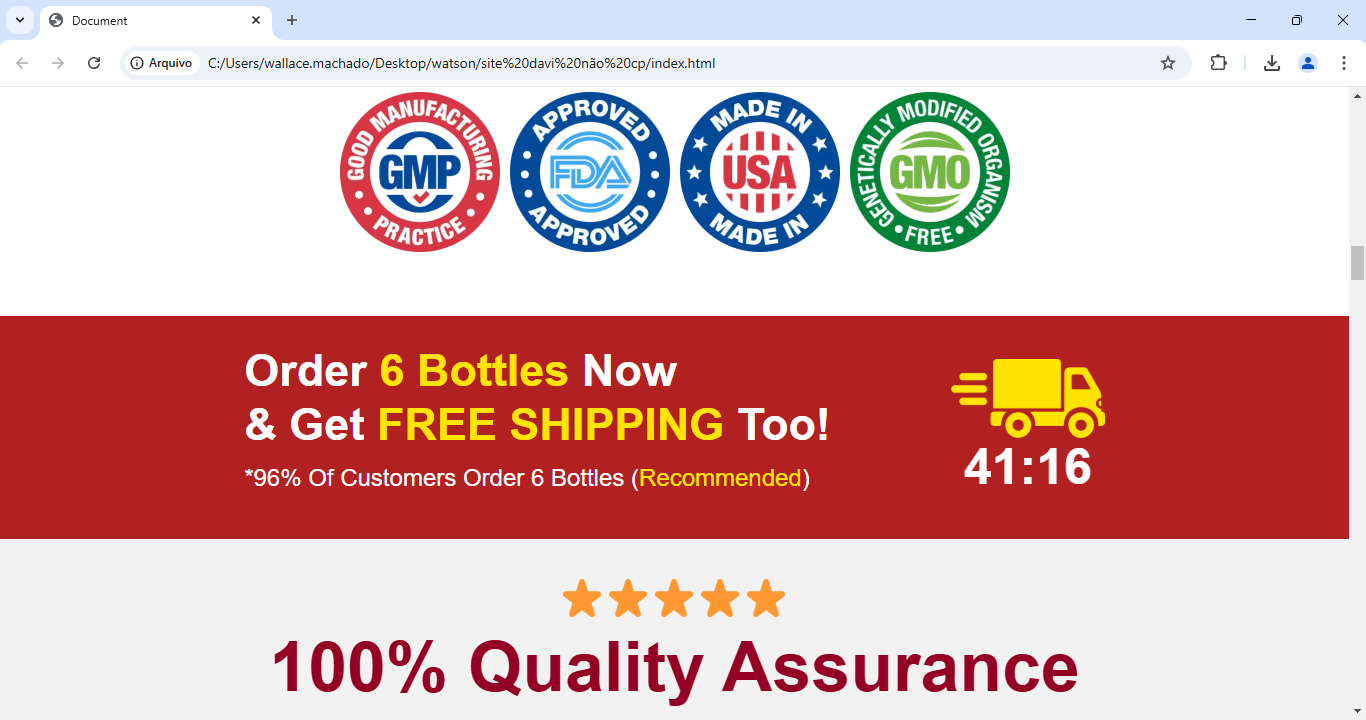 Document
Arquivo
C:/Users/wallace.machado/Desktop/watson/site%20davi%20não%20cp/index.html
GOOD MANUFACTURING
GMP
PRACTICE
APPROVED
FDA
APPROVED
MADE IN
USA
MADE IN
GENETICALLY MODIFIED ORGANISM
GMO
FREE
Order 6 Bottles Now
& Get FREE SHIPPING Too!
*96% Of Customers Order 6 Bottles (Recommended)
41:16
100% Quality Assurance